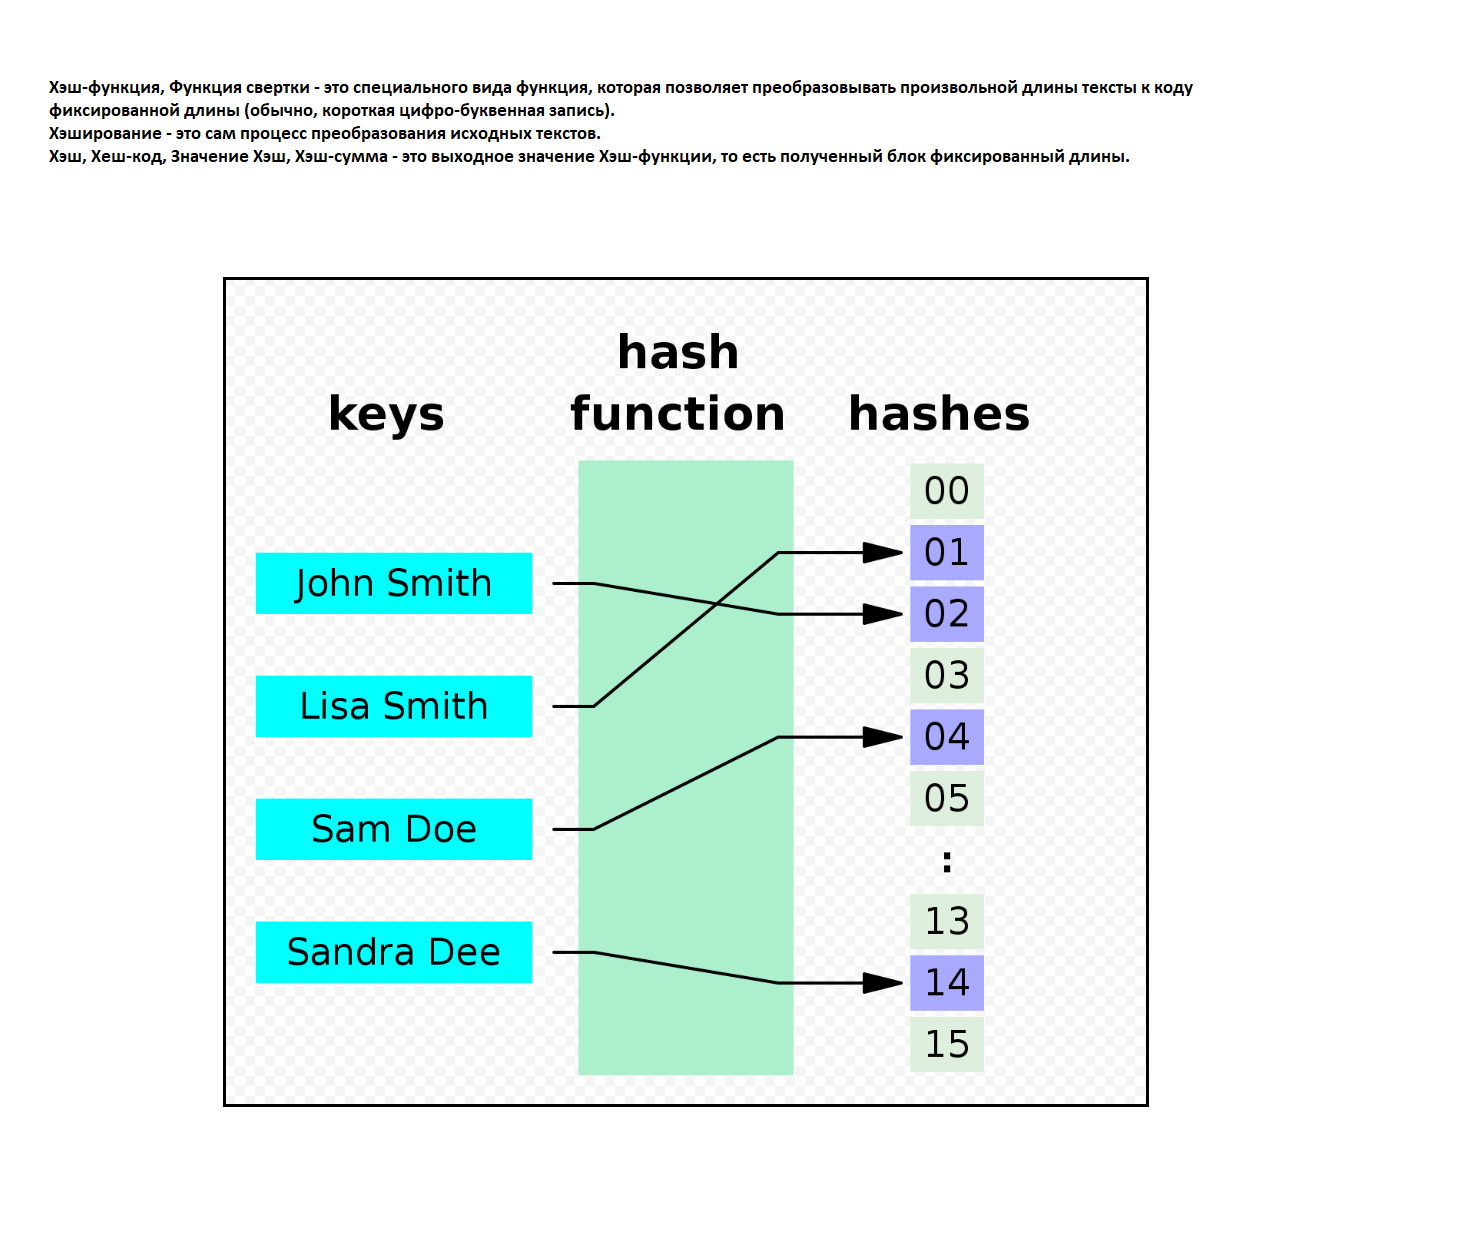 Хэш-функция, Функция свертки - это специального вида функция, которая позволяет преобразовывать произвольной длины тексты к коду
фиксированной длины (обычно, короткая цифро-буквенная запись).
Хэширование - это сам процесс преобразования исходных текстов.
Хэш, Хеш-код, Значение Хэш, Хэш-сумма - это выходное значение Хэш-функции, то есть полученный блок фиксированный длины.
hash
keys function hashes
00
01
John Smith
02
03
Lisa Smith
04
05
Sam Doe
:
13
Sandra Dee
14
15